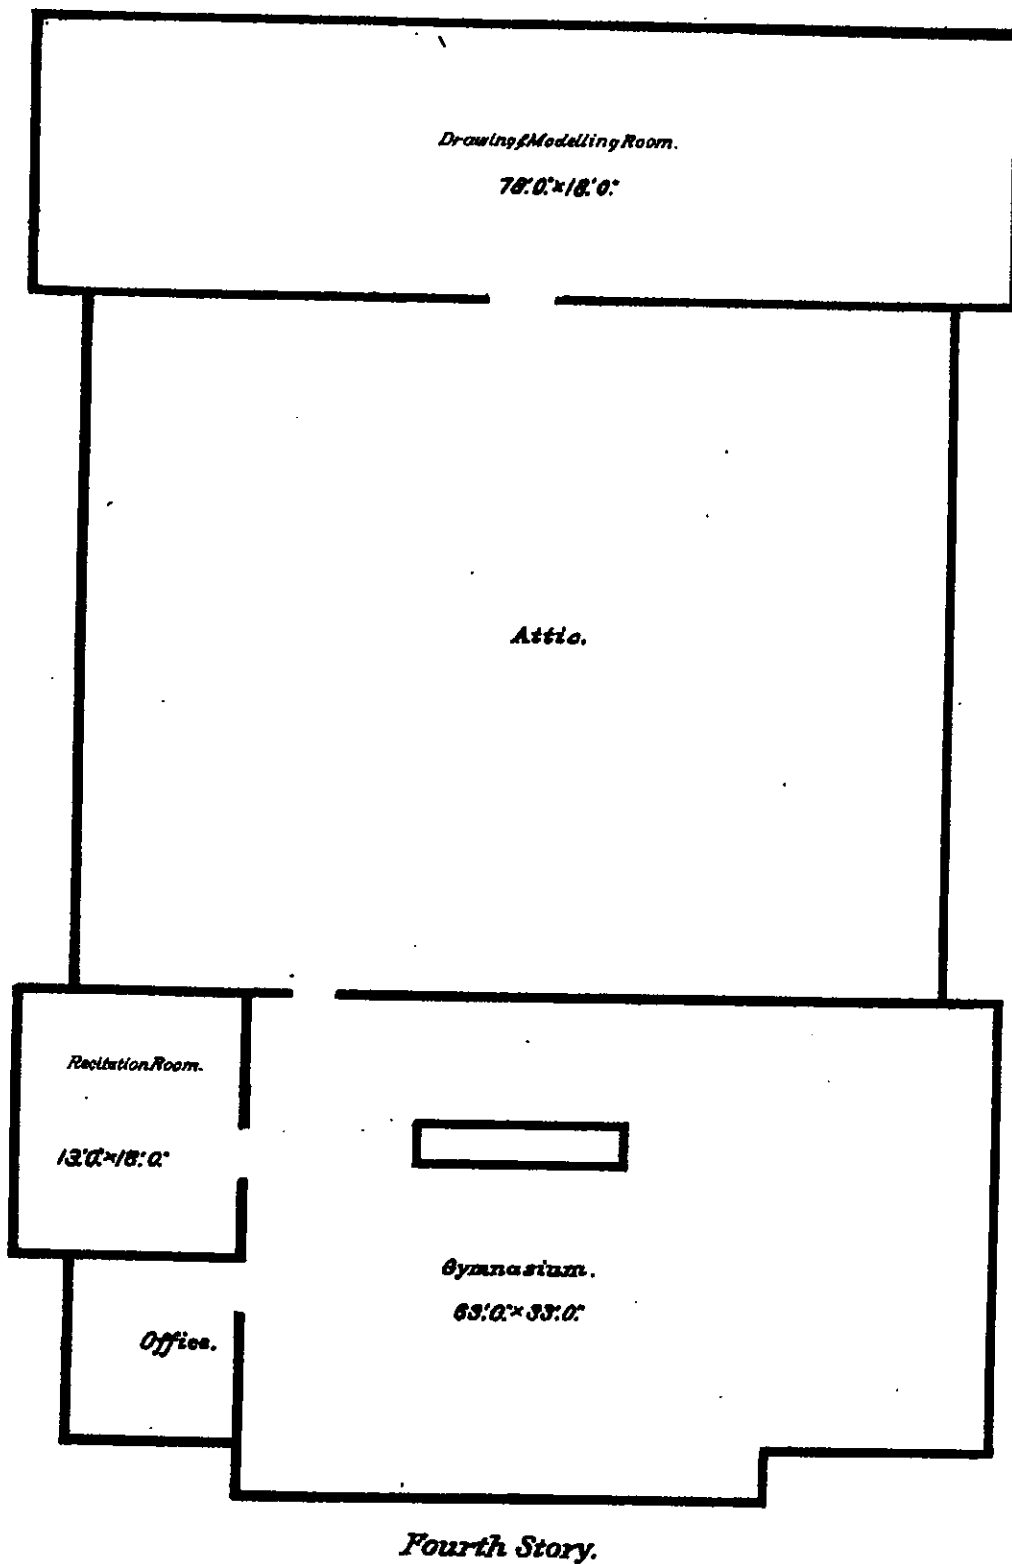 Drawing & Modelling Room.
78'.0".×18'.0".
Attic.
Recitation Room.
13'.0".×18'.0".
Gymnasium.
63'.0".×33'.0".
Office.
Fourth Story.